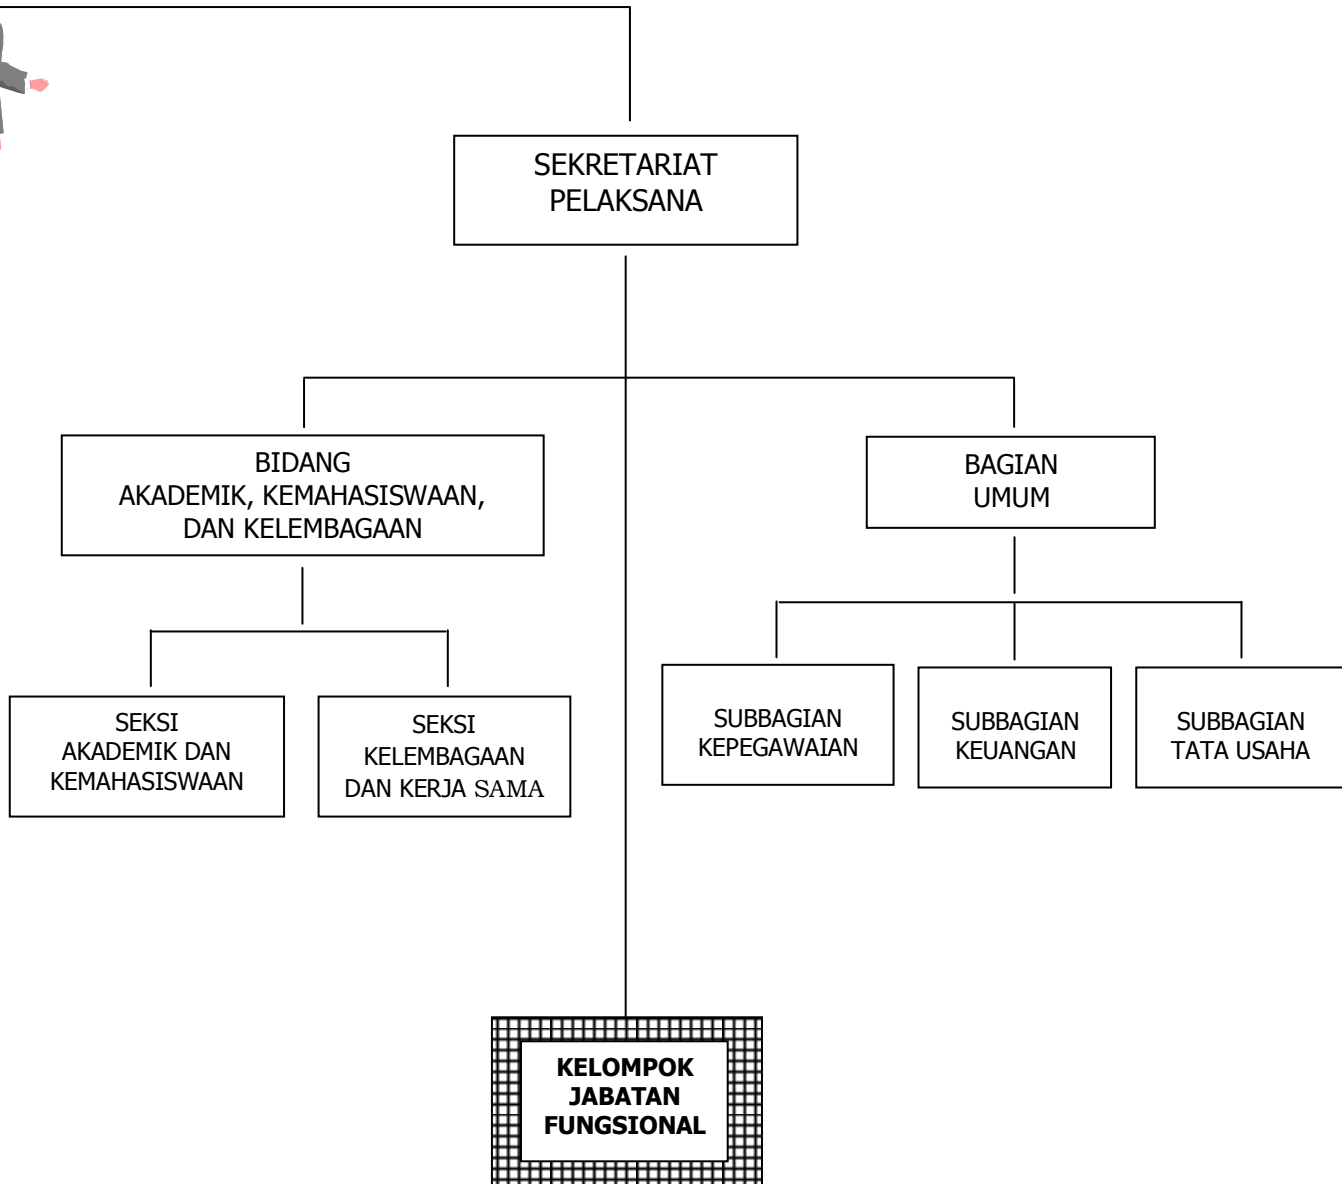 SEKRETARIAT
PELAKSANA
BIDANG
AKADEMIK, KEMAHASISWAAN,
DAN KELEMBAGAAN
BAGIAN
UMUM
SEKSI
AKADEMIK DAN
KEMAHASISWAAN
SEKSI
KELEMBAGAAN
DAN KERJA SAMA
SUBBAGIAN
KEPEGAWAIAN
SUBBAGIAN
KEUANGAN
SUBBAGIAN
TATA USAHA
KELOMPOK
JABATAN
FUNGSIONAL